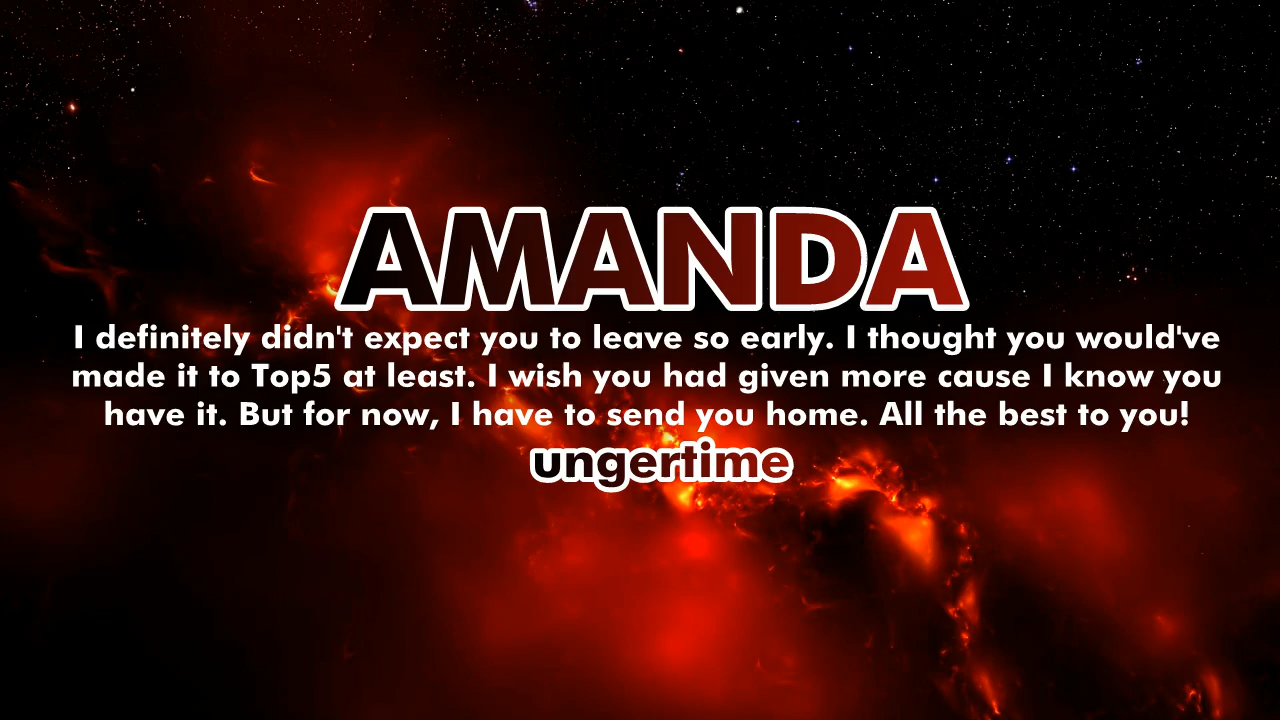 AMANDA
I definitely didn't expect you to leave so early. I thought you would've
made it to Top5 at least. I wish you had given more cause I know you
have it. But for now, I have to send you home. All the best to you!
ungertime